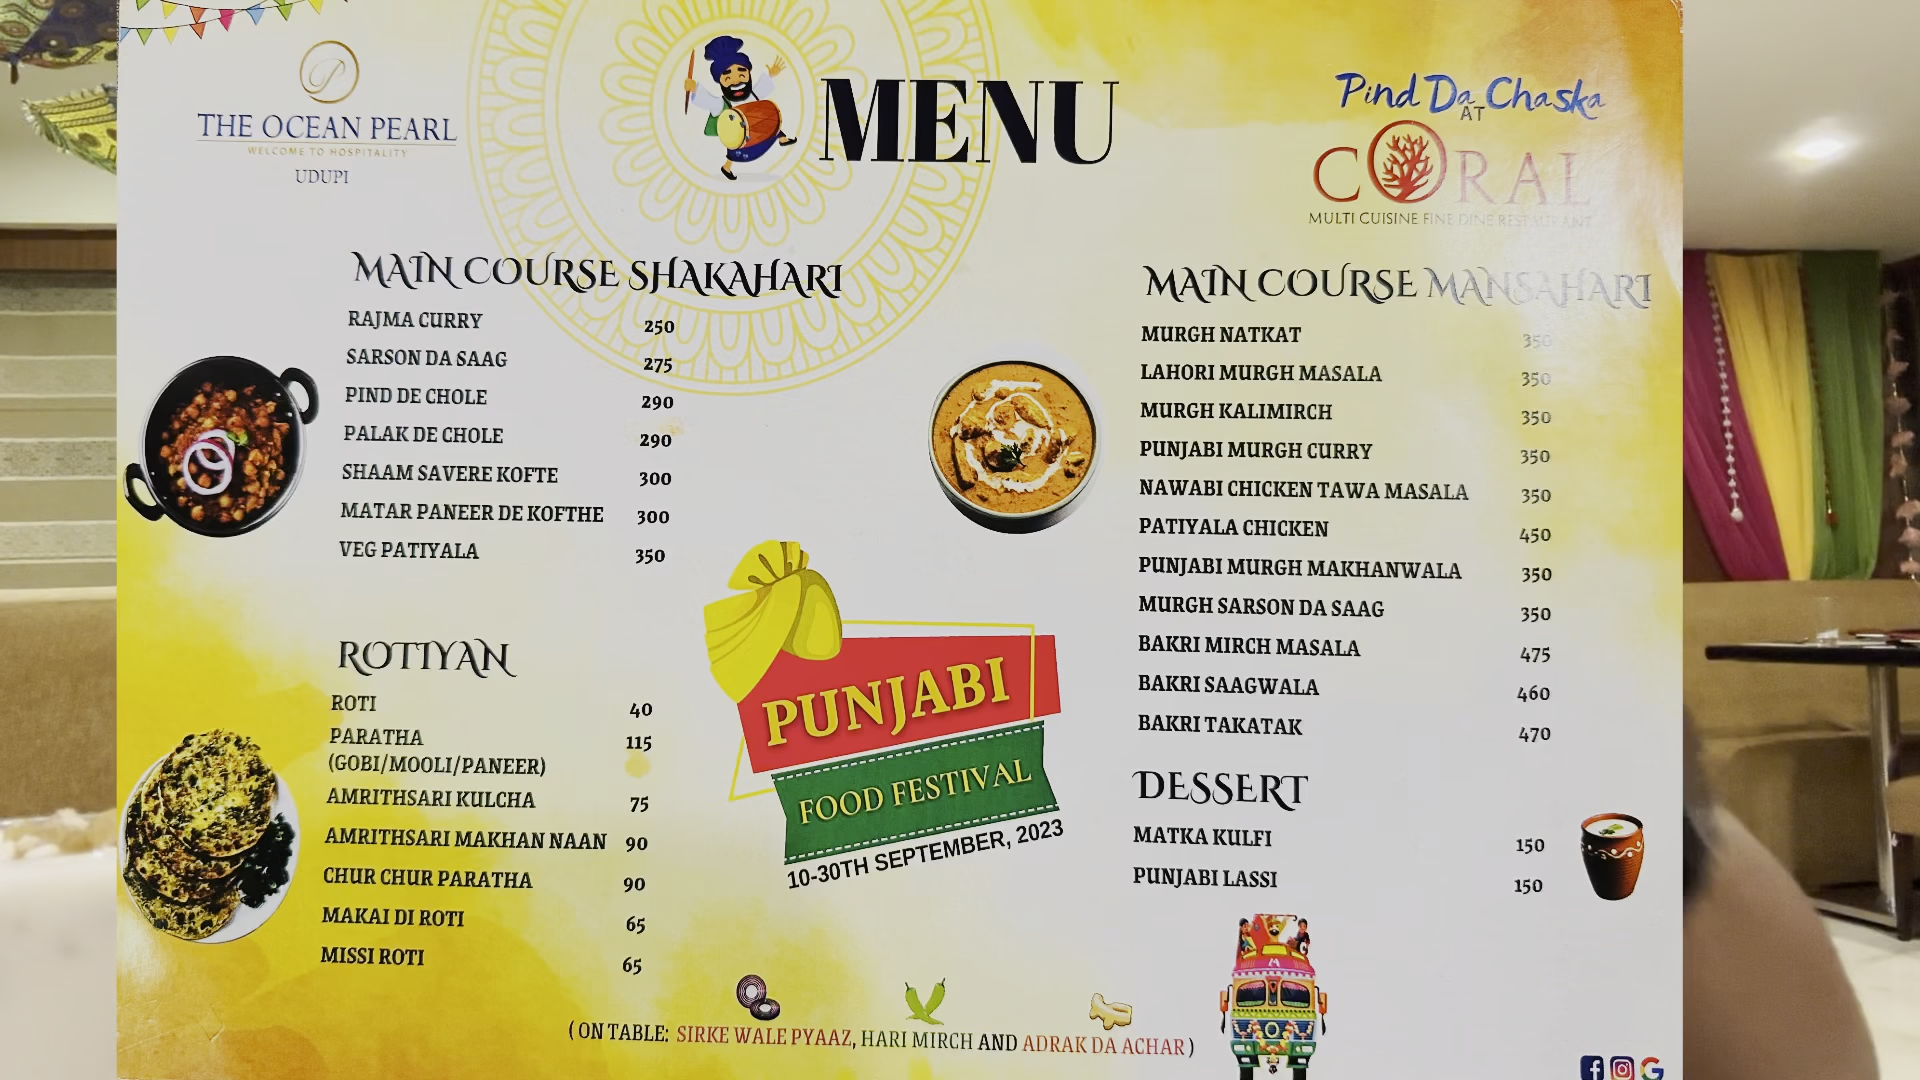 THE OCEAN PEARL
WELCOME TO HOSPITALITY
UDUPI
MENU
Pind Da Chaska
AT
CORAL
MULTI CUISINE FINE DINE RESTAURANT
MAIN COURSE SHAKAHARI
RAJMA CURRY 250
SARSON DA SAAG 275
PIND DE CHOLE 290
PALAK DE CHOLE 290
SHAAM SAVERE KOFTE 300
MATAR PANEER DE KOFTHE 300
VEG PATIYALA 350
ROTIYAN
ROTI 40
PARATHA 115
(GOBI/MOOLI/PANEER)
AMRITHSARI KULCHA 75
AMRITHSARI MAKHAN NAAN 90
CHUR CHUR PARATHA 90
MAKAI DI ROTI 65
MISSI ROTI 65
PUNJABI
FOOD FESTIVAL
10-30TH SEPTEMBER, 2023
MAIN COURSE MANSAHARI
MURGH NATKAT 350
LAHORI MURGH MASALA 350
MURGH KALIMIRCH 350
PUNJABI MURGH CURRY 350
NAWABI CHICKEN TAWA MASALA 350
PATIYALA CHICKEN 450
PUNJABI MURGH MAKHANWALA 350
MURGH SARSON DA SAAG 350
BAKRI MIRCH MASALA 475
BAKRI SAAGWALA 460
BAKRI TAKATAK 470
DESSERT
MATKA KULFI 150
PUNJABI LASSI 150
(ON TABLE: SIRKE WALE PYAAZ, HARI MIRCH AND ADRAK DA ACHAR)